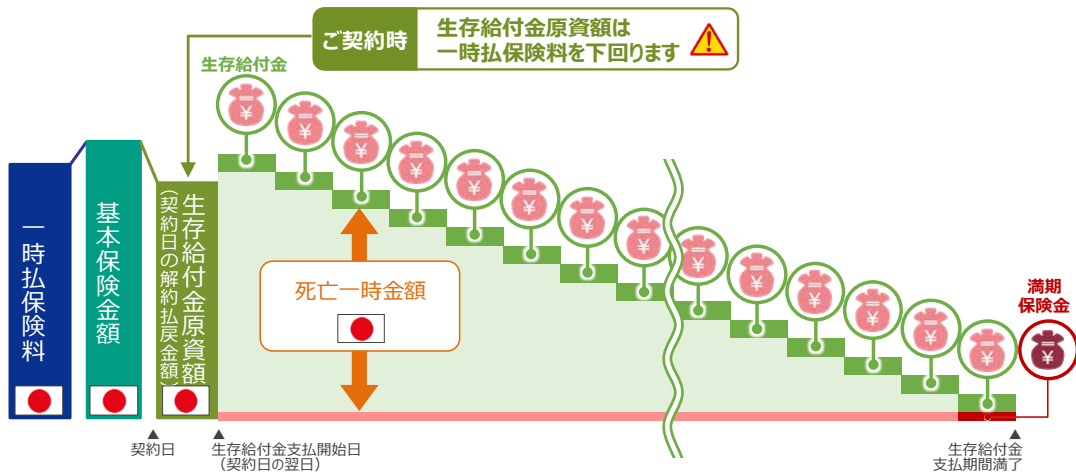 ご契約時
生存給付金原資額は
一時払保険料を下回ります
生存給付金
¥
¥
¥
¥
¥
¥
¥
¥
¥
¥
¥
¥
¥
¥
満期
保険金
¥
一時払保険料
基本保険金額
生存給付金原資額
(契約日の解約払戻金額)
死亡一時金額
▲
契約日
▲
生存給付金支払開始日
(契約日の翌日)
▲
生存給付金
支払期間満了